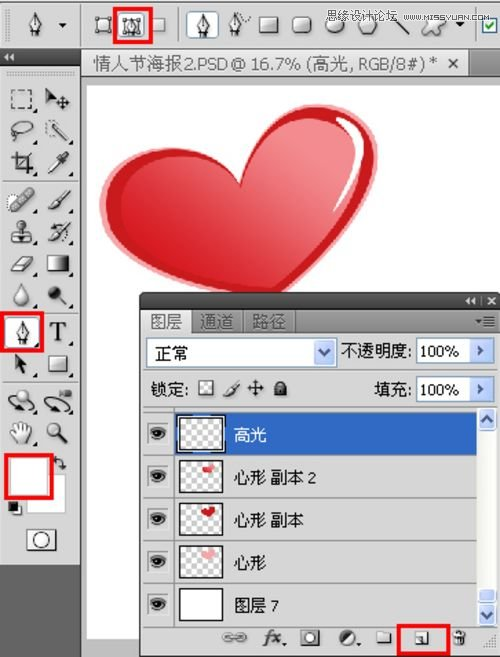 思缘设计论坛 WWW.MISSYUAN.COM
情人节海报2.PSD @ 16.7% (高光, RGB/8#) * ×
图层 通道 路径
正常 不透明度: 100%
锁定: 填充: 100%
高光
心形 副本 2
心形 副本
心形
图层 7
T
fx.